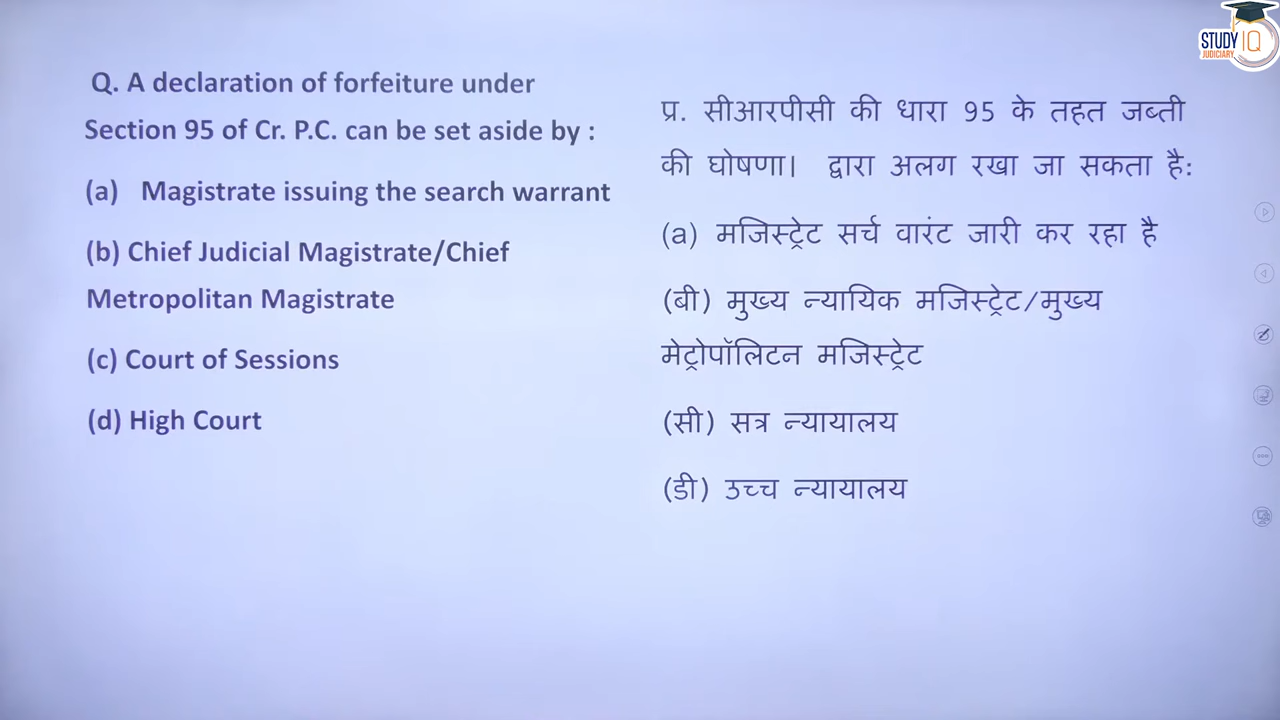 STUDY IQ
JUDICIARY
Q. A declaration of forfeiture under
Section 95 of Cr. P.C. can be set aside by :
(a) Magistrate issuing the search warrant
(b) Chief Judicial Magistrate/Chief
Metropolitan Magistrate
(c) Court of Sessions
(d) High Court
प्र. सीआरपीसी की धारा 95 के तहत जब्ती
की घोषणा। द्वारा अलग रखा जा सकता है:
(a) मजिस्ट्रेट सर्च वारंट जारी कर रहा है
(बी) मुख्य न्यायिक मजिस्ट्रेट/मुख्य
मेट्रोपॉलिटन मजिस्ट्रेट
(सी) सत्र न्यायालय
(डी) उच्च न्यायालय